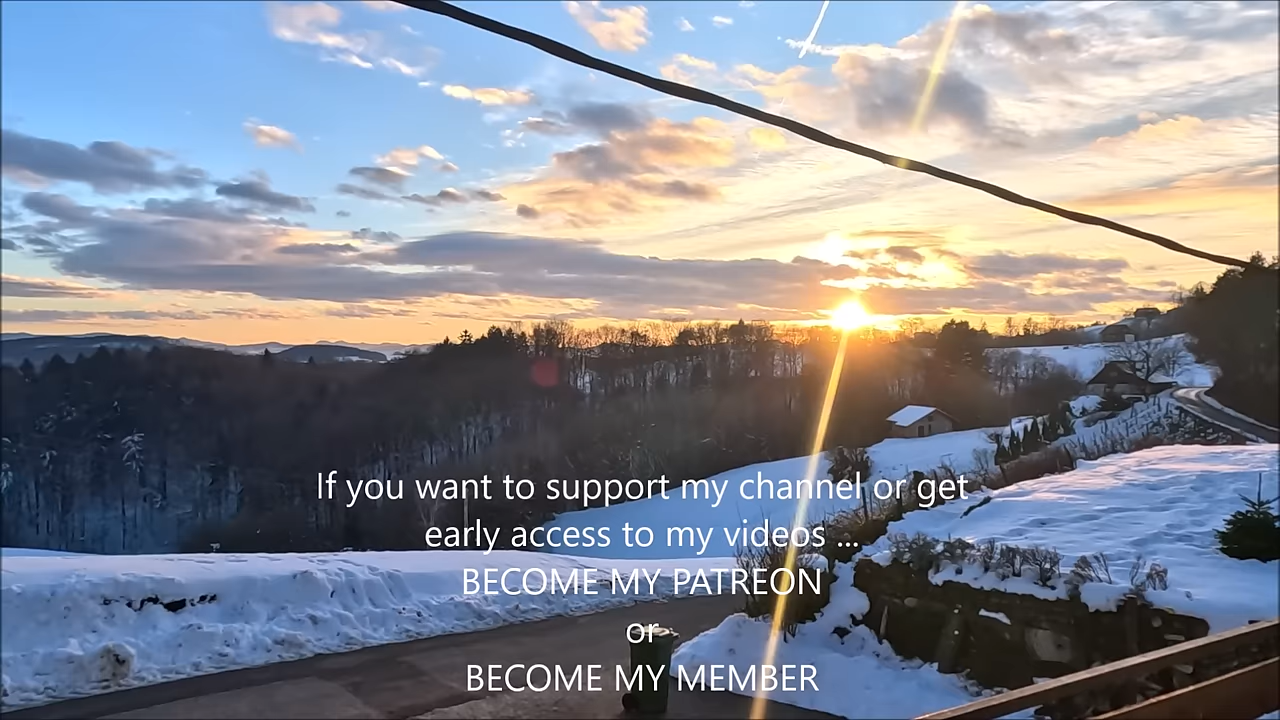 If you want to support my channel or get
early access to my videos ...
BECOME MY PATREON
or
BECOME MY MEMBER